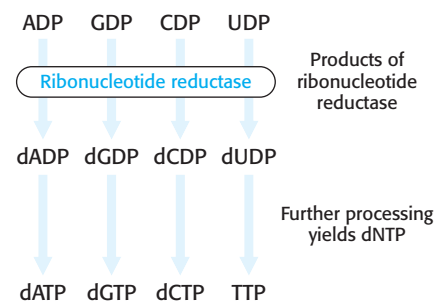 ADP GDP CDP UDP
Ribonucleotide reductase
Products of
ribonucleotide
reductase
dADP dGDP dCDP dUDP
Further processing
yields dNTP
dATP dGTP dCTP TTP